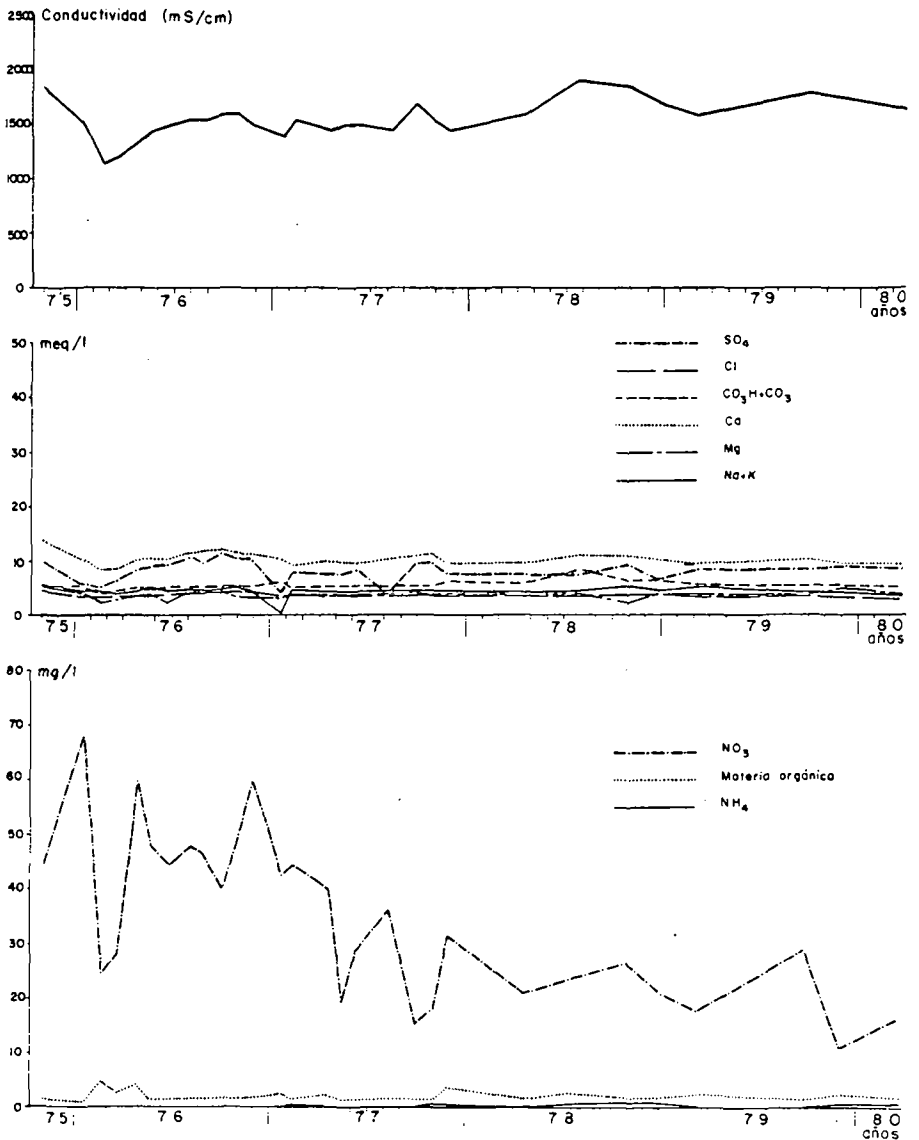 2500 Conductividad (mS/cm)
2000
1500
1000
500
0
75 76 77 78 79 80
años
50 meq/l
40
30
20
10
0
SO4
Cl
CO3H+CO3
Ca
Mg
Na+K
75 76 77 78 79 80
años
80 mg/l
70
60
50
40
30
20
10
0
NO3
Materia orgánica
NH4
75 76 77 78 79 80
años